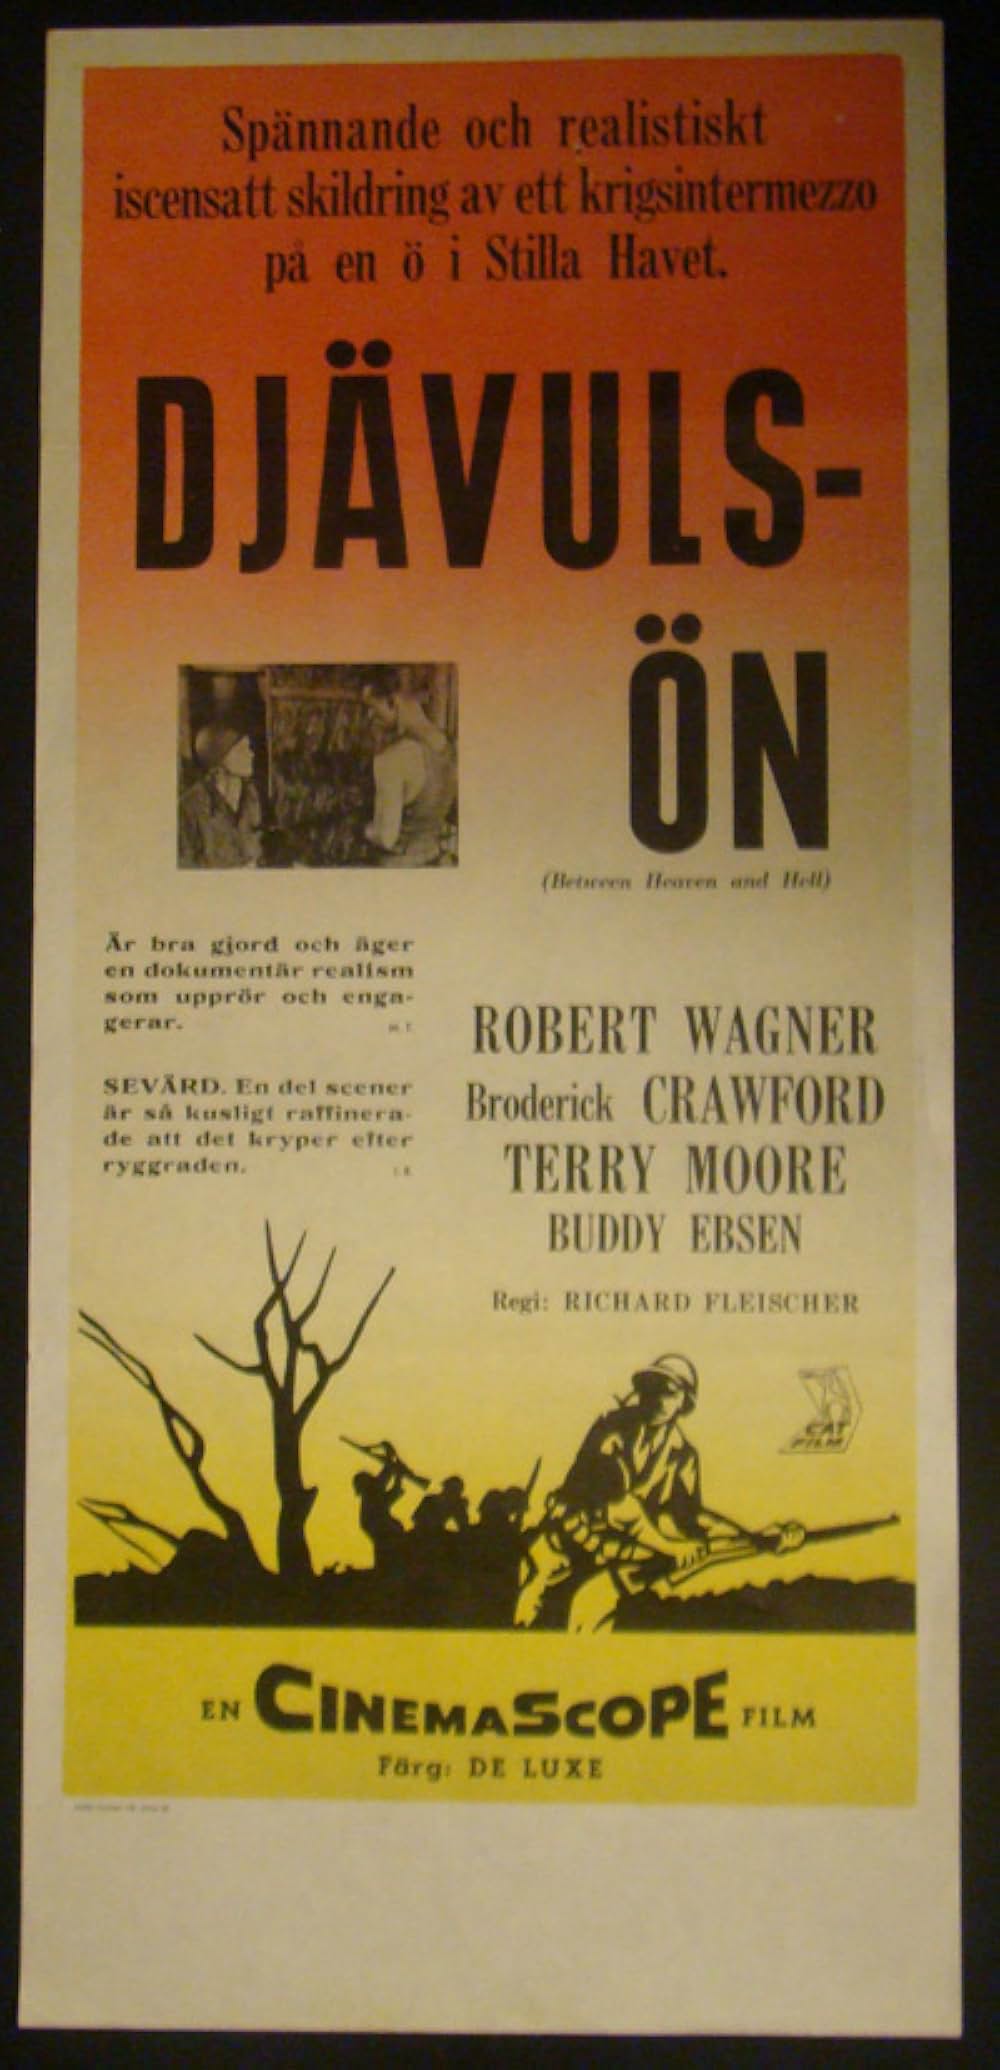 Spännande och realistiskt
iscensatt skildring av ett krigsintermezzo
på en ö i Stilla Havet.
DJÄVULS-
ÖN
(Between Heaven and Hell)
Är bra gjord och äger
en dokumentär realism
som upprör och enga-
gerar.
SEVÄRD. En del scener
är så kusligt raffinera-
de att det kryper efter
ryggraden.
ROBERT WAGNER
Broderick CRAWFORD
TERRY MOORE
BUDDY EBSEN
Regi: RICHARD FLEISCHER
CAT
FILM
EN CINEMASCOPE FILM
Färg: DE LUXE